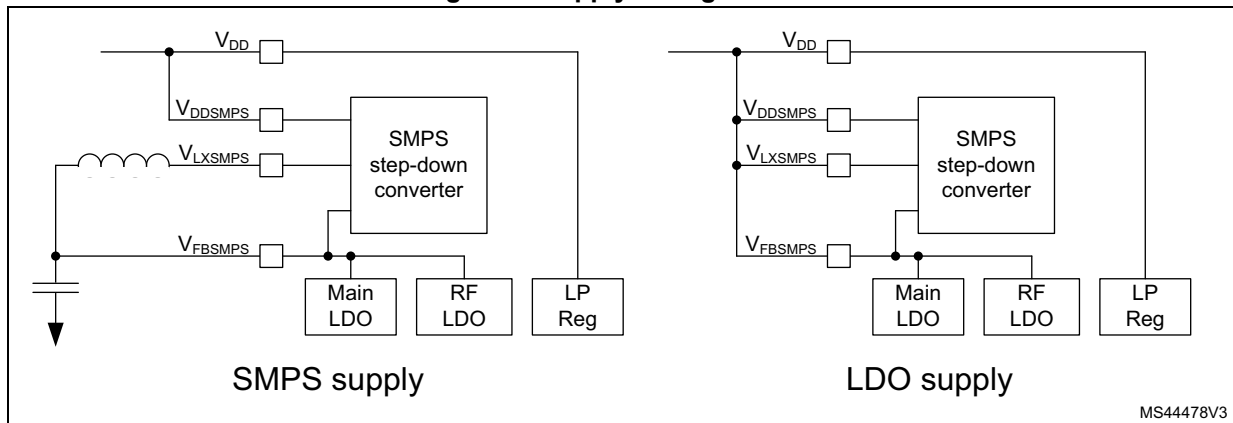 VDD
VDDSMPS
VLXSMPS
VFBSMPS
SMPS
step-down
converter
Main
LDO
RF
LDO
LP
Reg
SMPS supply
VDD
VDDSMPS
VLXSMPS
VFBSMPS
SMPS
step-down
converter
Main
LDO
RF
LDO
LP
Reg
LDO supply
MS44478V3